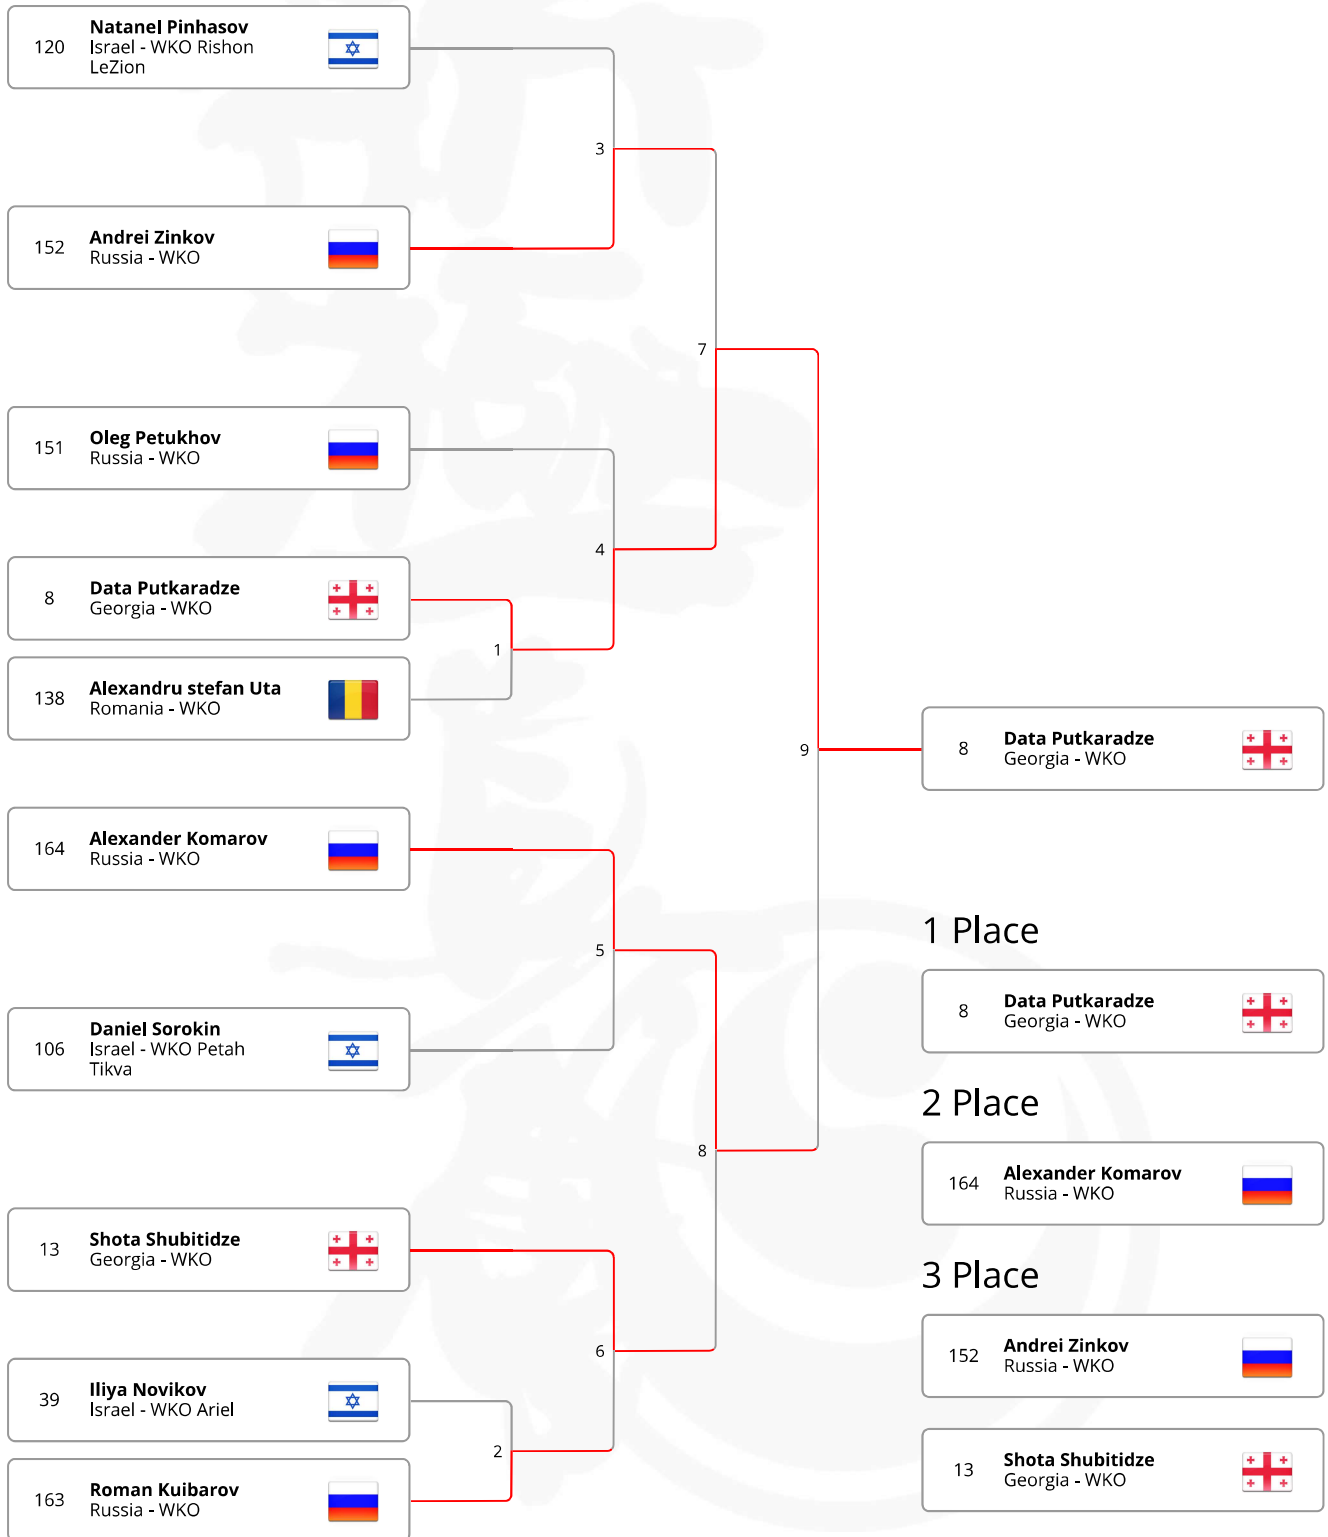 120
Natanel Pinhasov
Israel - WKO Rishon
LeZion
3
152
Andrei Zinkov
Russia - WKO
7
151
Oleg Petukhov
Russia - WKO
4
8
Data Putkaradze
Georgia - WKO
1
138
Alexandru stefan Uta
Romania - WKO
9
8
Data Putkaradze
Georgia - WKO
164
Alexander Komarov
Russia - WKO
5
106
Daniel Sorokin
Israel - WKO Petah
Tikva
8
13
Shota Shubitidze
Georgia - WKO
6
39
Iliya Novikov
Israel - WKO Ariel
2
163
Roman Kuibarov
Russia - WKO
1 Place
8
Data Putkaradze
Georgia - WKO
2 Place
164
Alexander Komarov
Russia - WKO
3 Place
152
Andrei Zinkov
Russia - WKO
13
Shota Shubitidze
Georgia - WKO